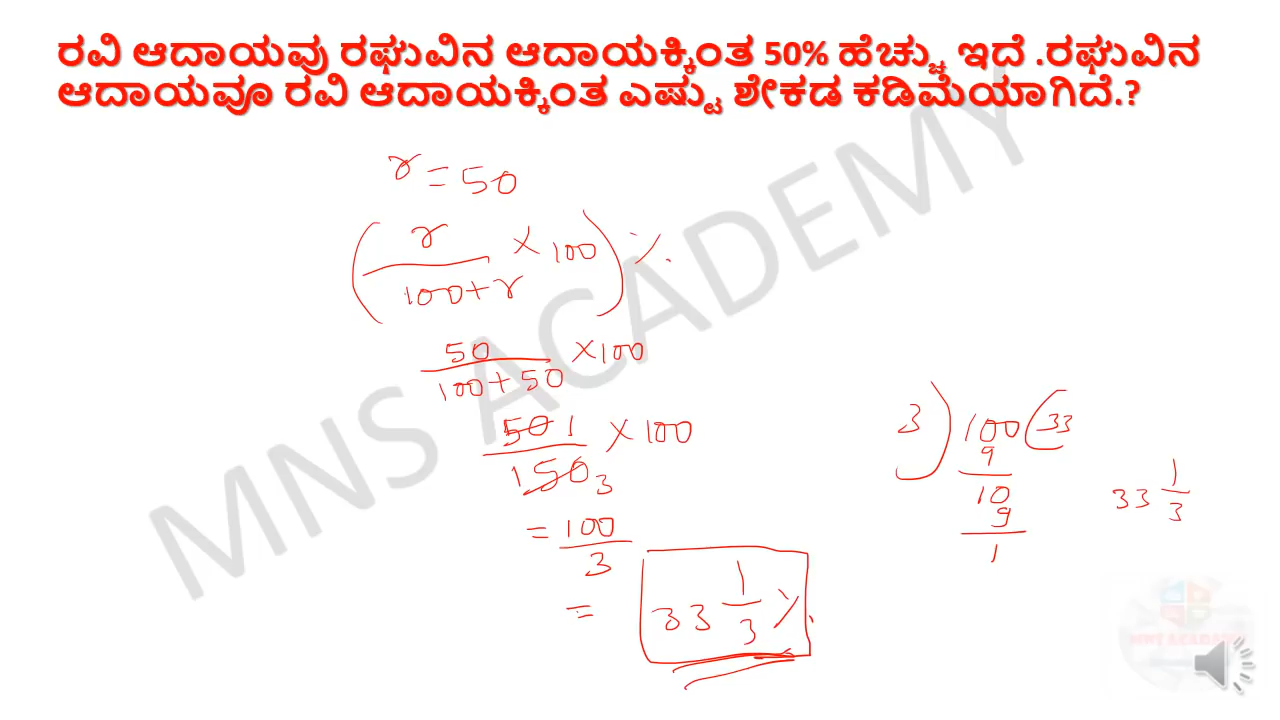 ರವಿ ಆದಾಯವು ರಘುವಿನ ಆದಾಯಕ್ಕಿಂತ 50% ಹೆಚ್ಚು ಇದೆ .ರಘುವಿನ
ಆದಾಯವೂ ರವಿ ಆದಾಯಕ್ಕಿಂತ ಎಷ್ಟು ಶೇಕಡ ಕಡಿಮೆಯಾಗಿದೆ.?
r = 50
( r / 100 + r × 100 ) %
50 / 100 + 50 × 100
50 1 / 150 3 × 100
= 100 / 3
= 33 1/3 %
3 ) 100 ( 33
9
10
9
1
33 1/3
MNS ACADEMY
MNS ACADEMY